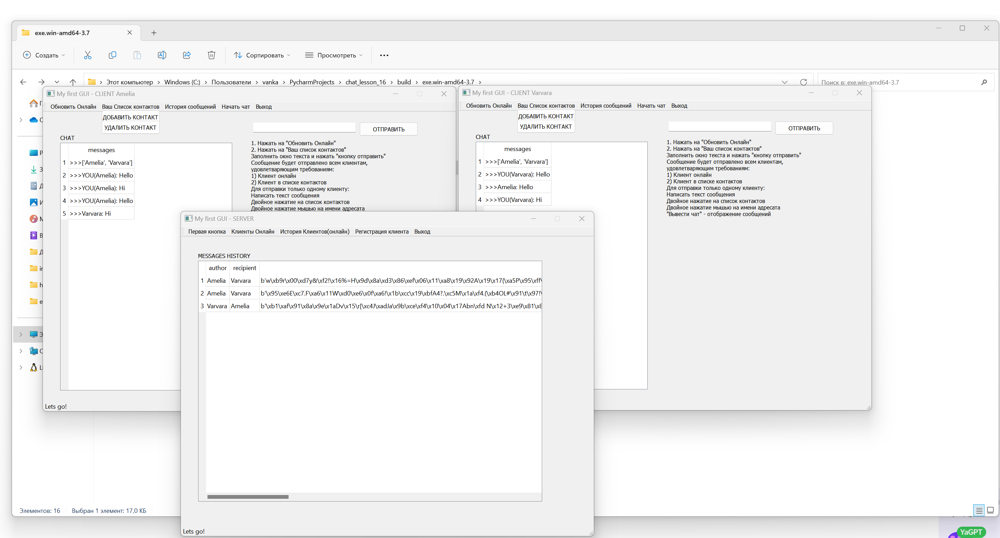 exe.win-amd64-3.7
Создать
Сортировать
Просмотреть
Этот компьютер > Windows (C:) > Пользователи > vanka > PycharmProjects > chat_lesson_16 > build > exe.win-amd64-3.7 >
Поиск в: exe.win-amd64-3.7
My first GUI - CLIENT Amelia
Обновить Онлайн Ваш Список контактов История сообщений Начать чат Выход
ДОБАВИТЬ КОНТАКТ
УДАЛИТЬ КОНТАКТ
ОТПРАВИТЬ
CHAT
messages
1 >>>['Amelia', 'Varvara']
2 >>>YOU(Amelia): Hello
3 >>>YOU(Amelia): Hi
4 >>>YOU(Amelia): Hello
5 >>>Varvara: Hi
1. Нажать на "Обновить Онлайн"
2. Нажать на "Ваш список контактов"
Заполнить окно текста и нажать "кнопку отправить"
Сообщение будет отправлено всем клиентам,
удовлетваряющим требованиям:
1) Клиент онлайн
2) Клиент в списке контактов
Для отправки только одному клиенту:
Написать текст сообщения
Двойное нажатие на список контактов
Двойное нажатие мышью на имени адресата
Lets go!
My first GUI - CLIENT Varvara
Обновить Онлайн Ваш Список контактов История сообщений Начать чат Выход
ДОБАВИТЬ КОНТАКТ
УДАЛИТЬ КОНТАКТ
ОТПРАВИТЬ
CHAT
messages
1 >>>['Amelia', 'Varvara']
2 >>>YOU(Varvara): Hello
3 >>>Amelia: Hello
4 >>>YOU(Varvara): Hi
1. Нажать на "Обновить Онлайн"
2. Нажать на "Ваш список контактов"
Заполнить окно текста и нажать "кнопку отправить"
Сообщение будет отправлено всем клиентам,
удовлетваряющим требованиям:
1) Клиент онлайн
2) Клиент в списке контактов
Для отправки только одному клиенту:
Написать текст сообщения
Двойное нажатие на список контактов
Двойное нажатие мышью на имени адресата
"Вывести чат" - отображение сообщений
My first GUI - SERVER
Первая кнопка Клиенты Онлайн История Клиентов(онлайн) Регистрация клиента Выход
MESSAGES HISTORY
author recipient
1 Amelia Varvara b'w\xb9r\x00\xd7y&\xf2!\x16%=H\x9d\x8a\xd3\x86\xef\x06\x11\xa8\x19\x92A\x19\x17{\xa5P\x95\xff\
2 Amelia Varvara b'\x95\xe6E\xc7.F\xa6\x11W\xd0\xe6\x0f\xa6!\x1b\xcc\x19\xbfA4?.\xc5M\x1a\xf4.{\xb4OL#\x91\t\x97!\
3 Varvara Amelia b'\xb1\xaf\x91\x8a\x9e\x1aDv\x15\r[\xc4J\xadJa\x9b\xce\xf4\x10\x04\x17Abn\xfd N\x12+3\xe9\x81\x8
Lets go!
Элементов: 16
Выбран 1 элемент: 17,0 КБ
YaGPT